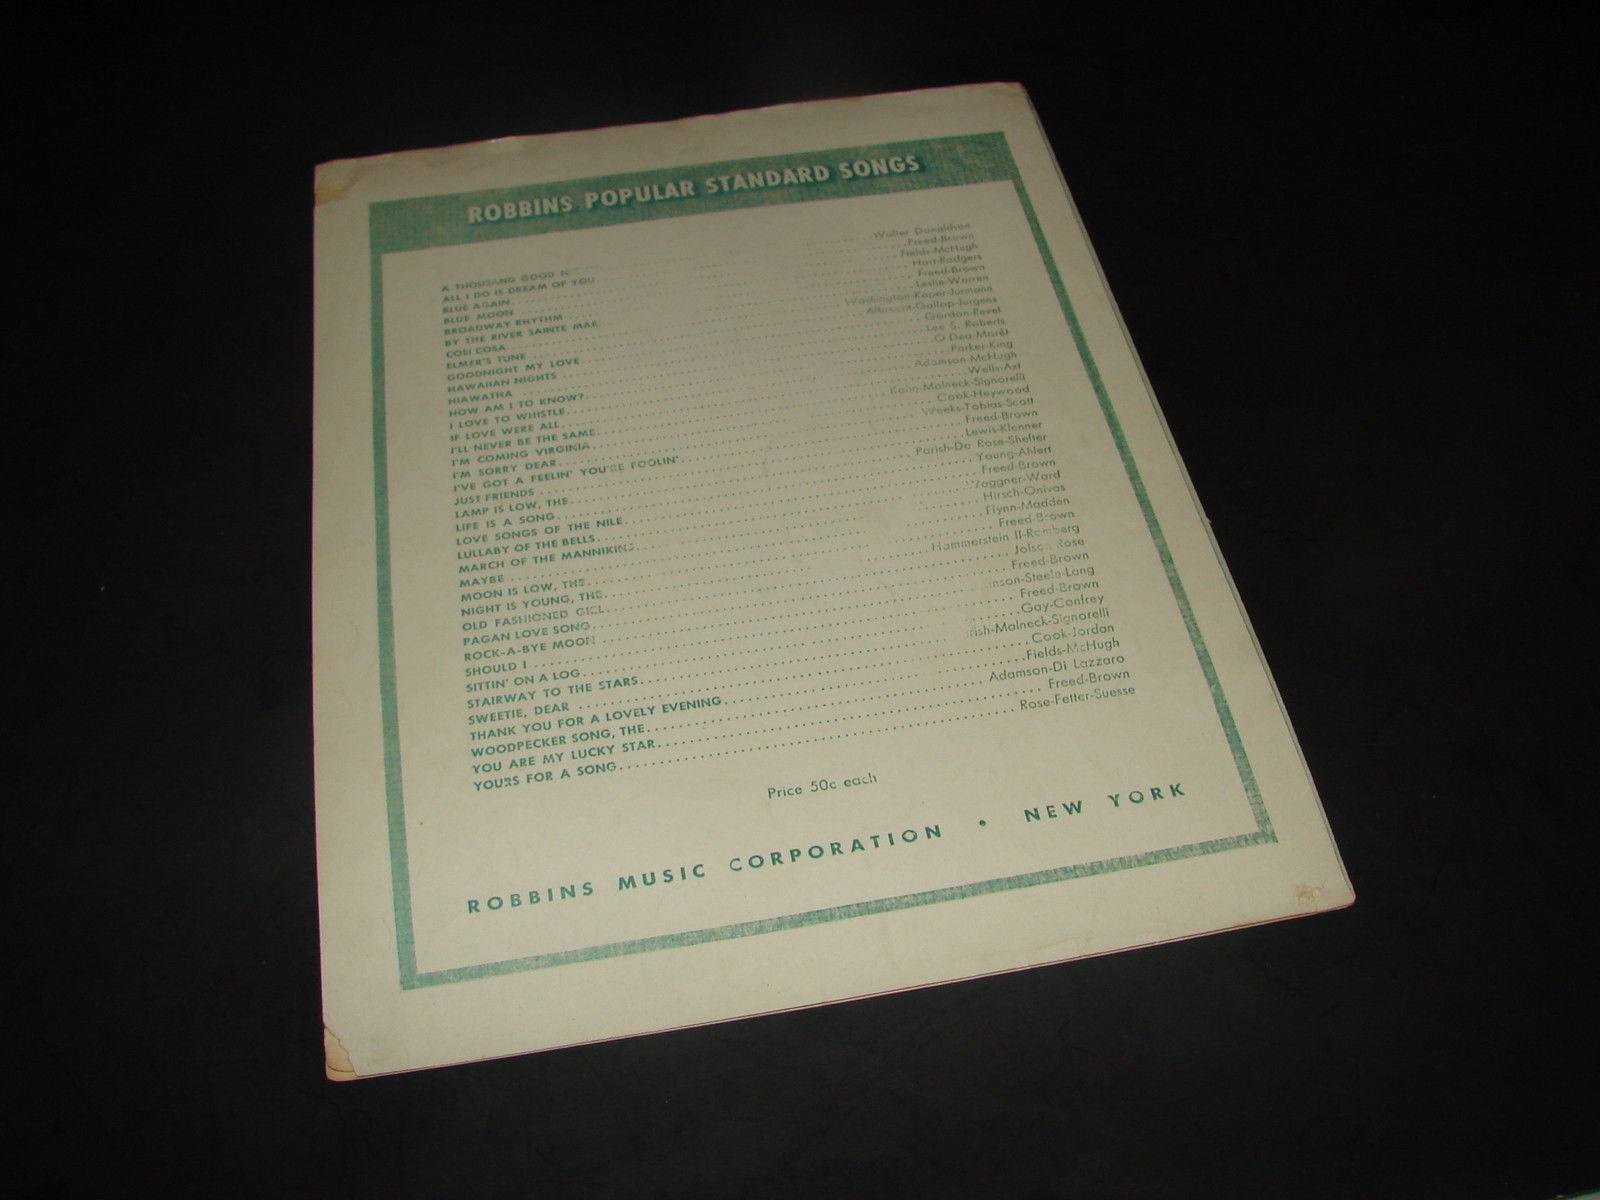 ROBBINS POPULAR STANDARD SONGS
A THOUSAND GOOD Walter Donaldson
ALL I DO IS DREAM OF YOU Freed-Brown
BLUE AGAIN Fields-McHugh
BLUE MOON Hart-Rodgers
BROADWAY RHYTHM Freed-Brown
BY THE RIVER SAINTE MARIE Leslie-Warren
COSI COSA Washington-Kaper-Jurmann
ELMER'S TUNE Albrecht-Gallop-Jurgens
GOODNIGHT MY LOVE Gordon-Revel
HAWAIIAN NIGHTS Lee S. Roberts
HIAWATHA O'Dea-Morét
HOW AM I TO KNOW? Parker-King
I LOVE TO WHISTLE Adamson-McHugh
IF LOVE WERE ALL Wells-Axt
I'LL NEVER BE THE SAME Kahn-Malneck-Signorelli
I'M COMING VIRGINIA Cook-Heywood
I'M SORRY DEAR Weeks-Tobias-Scott
I'VE GOT A FEELIN' YOU'RE FOOLIN' Freed-Brown
JUST FRIENDS Lewis-Klenner
LAMP IS LOW, THE Parish-De Rose-Shefter
LIFE IS A SONG Young-Ahlert
LOVE SONGS OF THE NILE Freed-Brown
LULLABY OF THE BELLS Waggner-Ward
MARCH OF THE MANNIKINS Hirsch-Onivas
MAYBE Flynn-Madden
MOON IS LOW, THE Freed-Brown
NIGHT IS YOUNG, THE Hammerstein II-Romberg
OLD FASHIONED GIRL Jolson-Rose
PAGAN LOVE SONG Freed-Brown
ROCK-A-BYE MOON -Steele-Lang
SHOULD I Freed-Brown
SITTIN' ON A LOG Gay-Confrey
STAIRWAY TO THE STARS Parish-Malneck-Signorelli
SWEETIE, DEAR Cook-Jordan
THANK YOU FOR A LOVELY EVENING Fields-McHugh
WOODPECKER SONG, THE Adamson-Di Lazzaro
YOU ARE MY LUCKY STAR Freed-Brown
YOURS FOR A SONG Rose-Fetter-Suesse
Price 50c each
ROBBINS MUSIC CORPORATION • NEW YORK